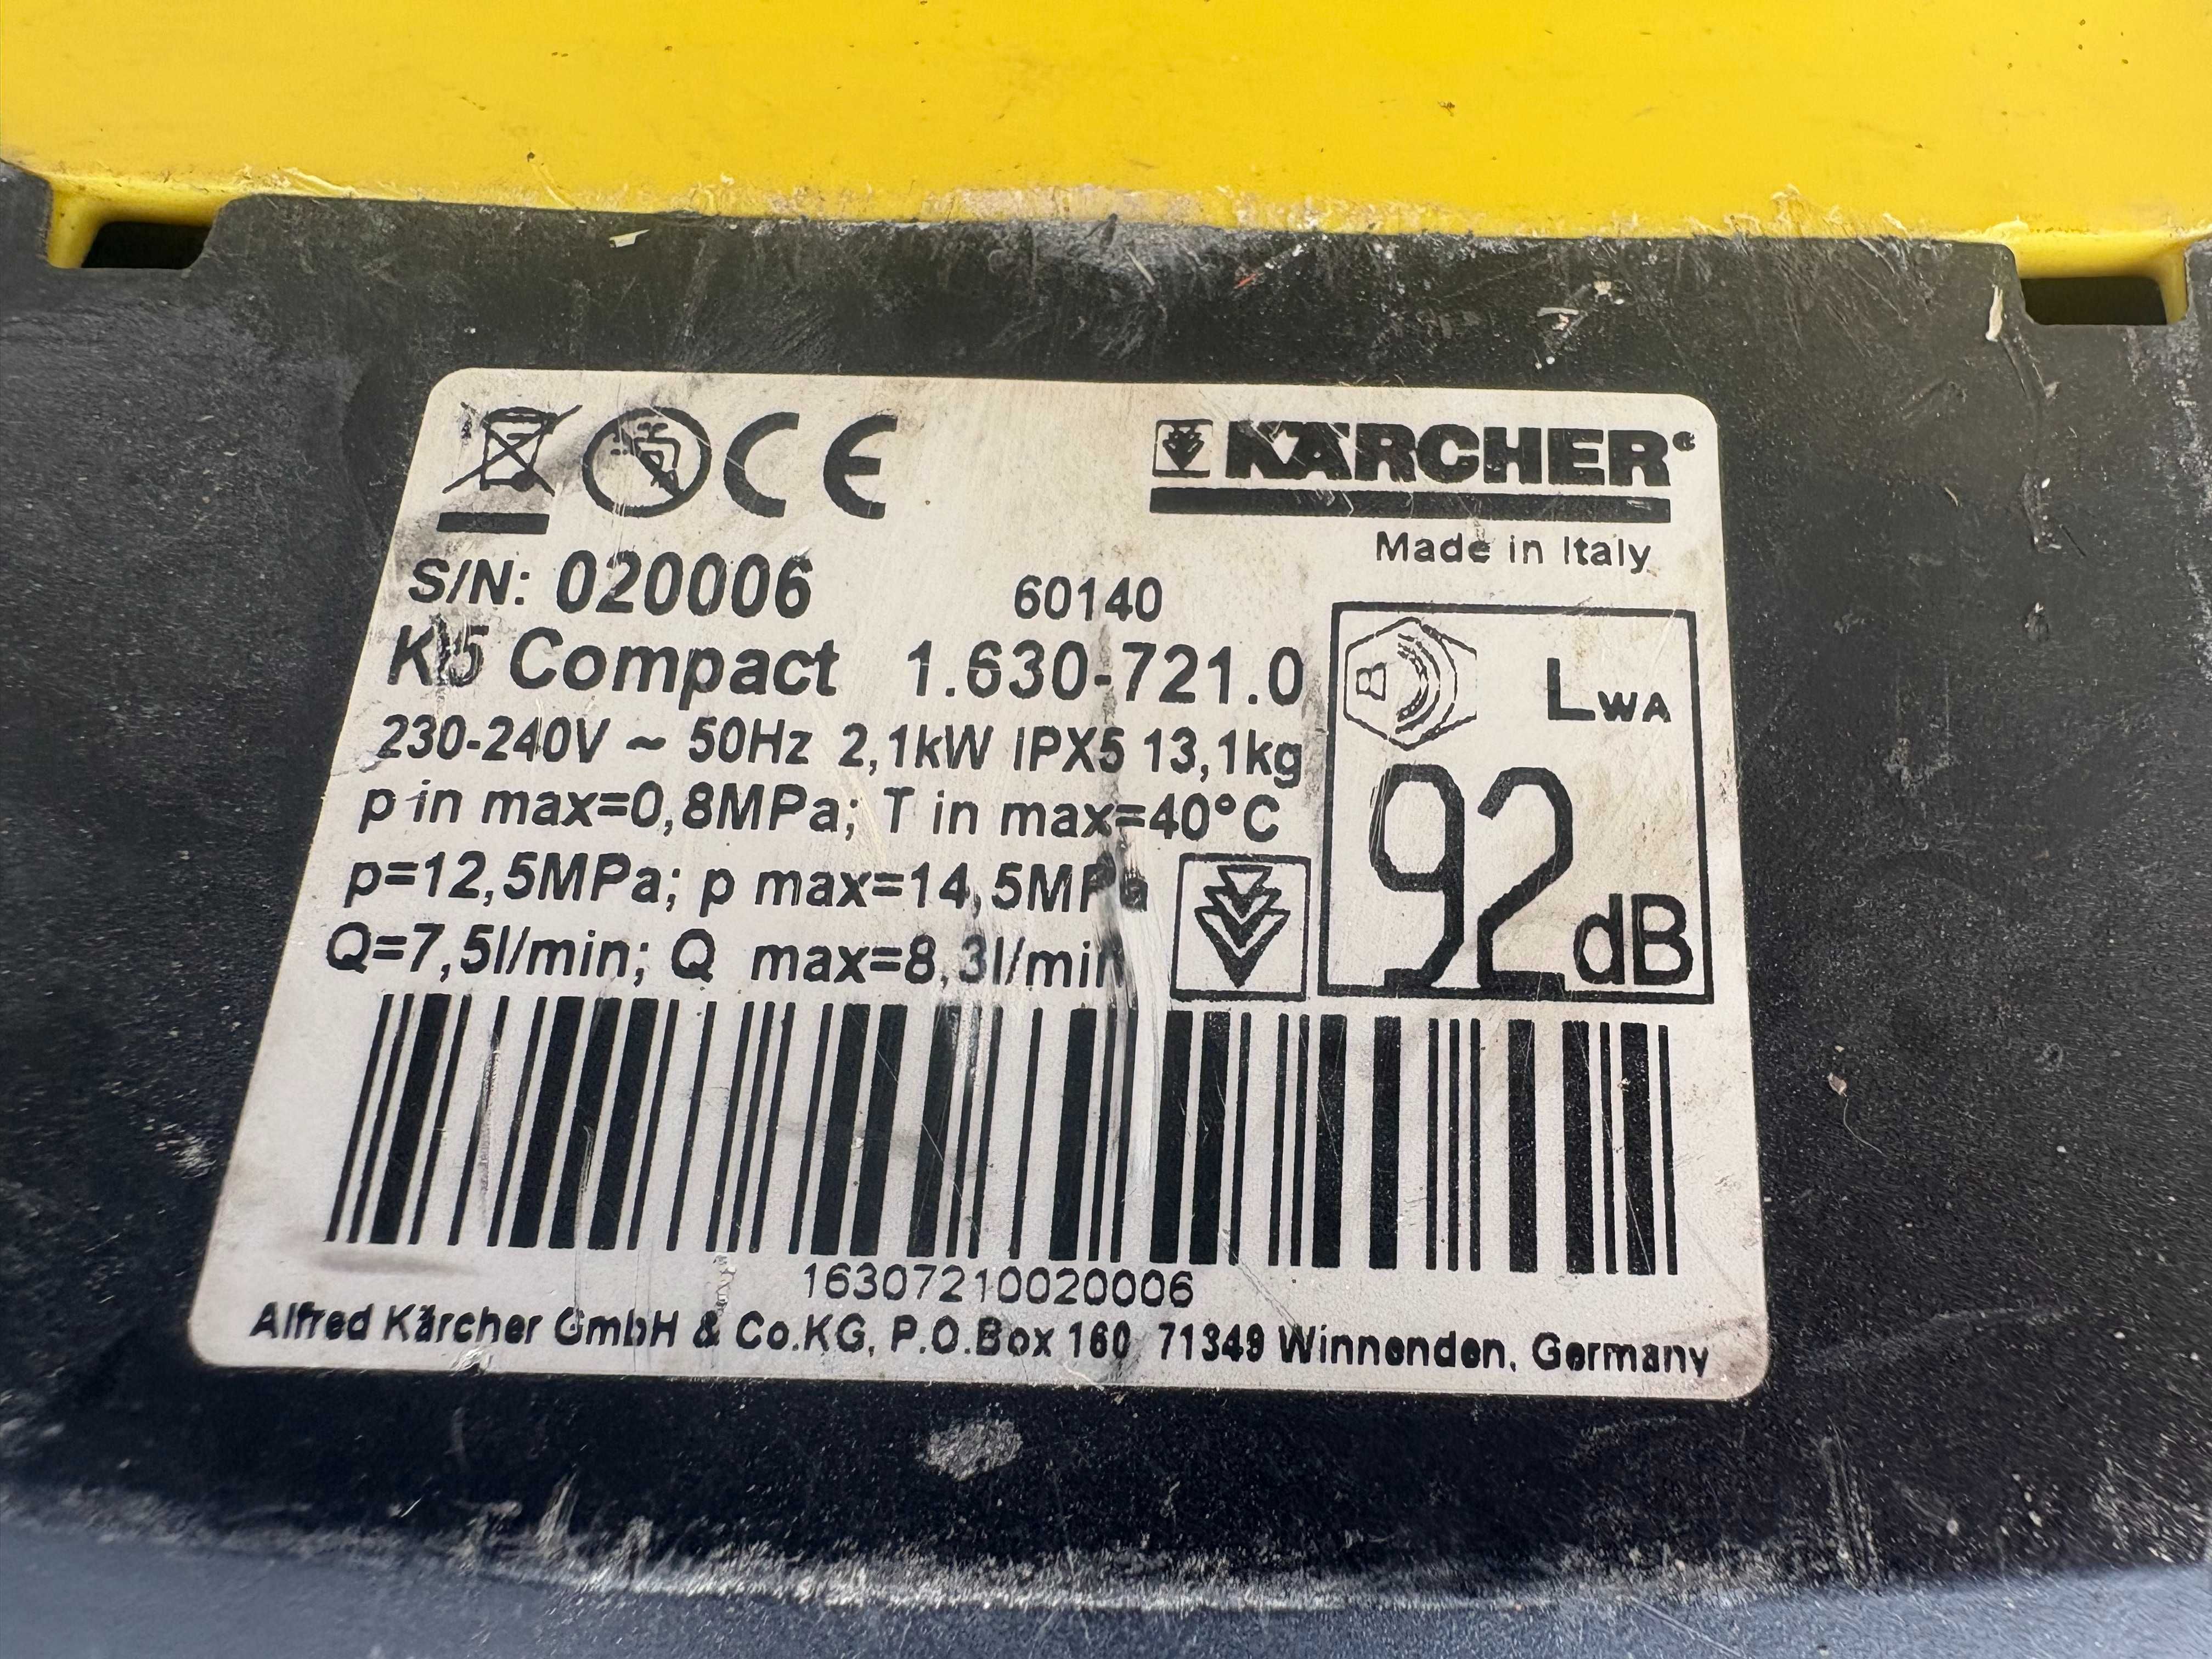 CE
KÄRCHER®
Made in Italy
S/N: 020006 60140
K 5 Compact 1.630-721.0
230-240V ~ 50Hz 2,1kW IPX5 13,1kg
p in max=0,8MPa; T in max=40°C
p=12,5MPa; p max=14,5MPa
Q=7,5l/min; Q max=8,3l/min
LWA
92 dB
16307210020006
Alfred Kärcher GmbH & Co.KG, P.O.Box 160 71349 Winnenden, Germany